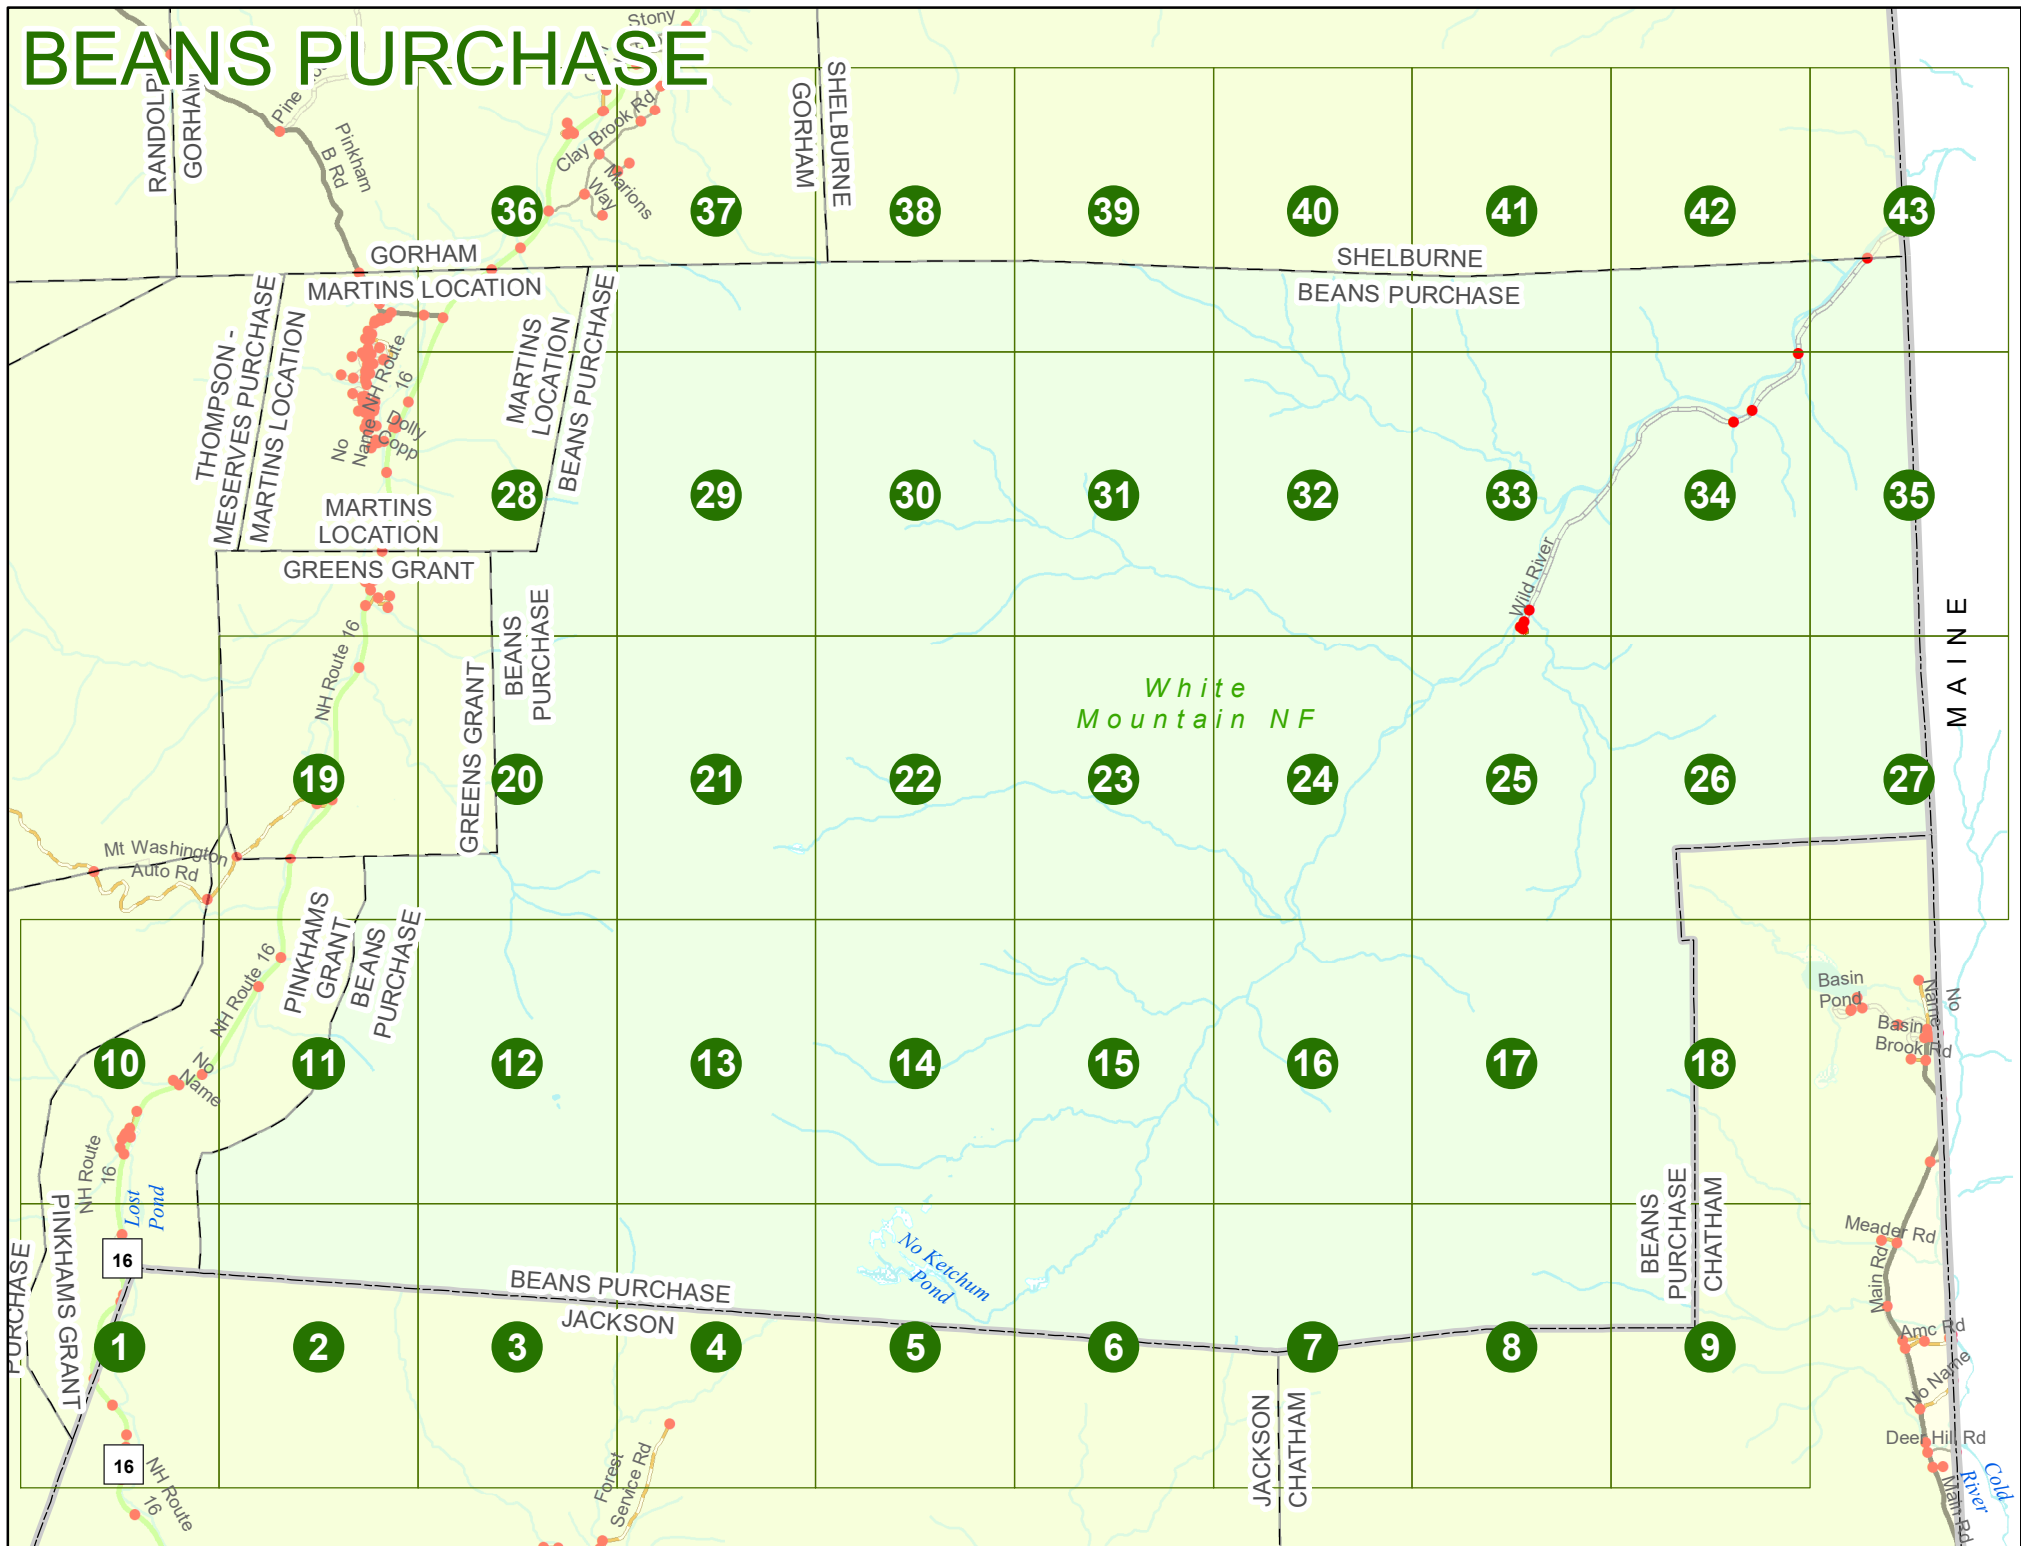 BEANS PURCHASE
Stony
RANDOLPH
GORHAM
Pine
Pinkham
B Rd
Clay Brook Rd
Marions
Way
GORHAM
SHELBURNE
36
37
38
39
40
41
42
43
GORHAM
MARTINS LOCATION
SHELBURNE
BEANS PURCHASE
THOMPSON -
MESERVES PURCHASE
MARTINS LOCATION
NH Route
16
No
Name
Dolly
Copp
MARTINS
LOCATION
BEANS PURCHASE
28
29
30
31
32
33
34
35
MARTINS
LOCATION
GREENS GRANT
Wild River
MAINE
NH Route 16
GREENS GRANT
BEANS
PURCHASE
White
Mountain NF
19
20
21
22
23
24
25
26
27
Mt Washington
Auto Rd
PINKHAMS
GRANT
BEANS
PURCHASE
NH Route 16
No
Name
Basin
Pond
No
Name
Basin
Brook Rd
10
11
12
13
14
15
16
17
18
NH Route
16
Lost
Pond
PURCHASE
PINKHAMS GRANT
16
BEANS PURCHASE
JACKSON
No Ketchum
Pond
BEANS
PURCHASE
CHATHAM
Meader Rd
Main Rd
Amc Rd
No Name
1
2
3
4
5
6
7
8
9
JACKSON
CHATHAM
16
NH Route
16
Forest
Service Rd
Deer Hill Rd
Cold
River
Main Rd